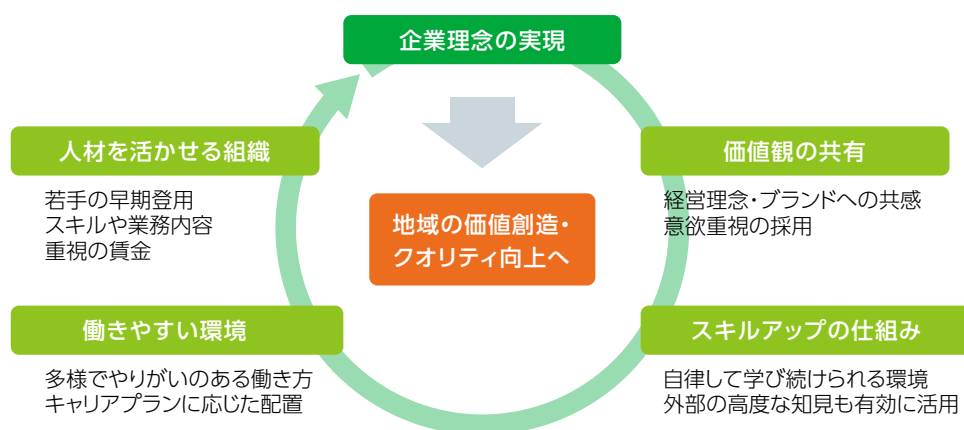 企業理念の実現
人材を活かせる組織
若手の早期登用
スキルや業務内容
重視の賃金
価値観の共有
経営理念・ブランドへの共感
意欲重視の採用
地域の価値創造・
クオリティ向上へ
働きやすい環境
多様でやりがいのある働き方
キャリアプランに応じた配置
スキルアップの仕組み
自律して学び続けられる環境
外部の高度な知見も有効に活用